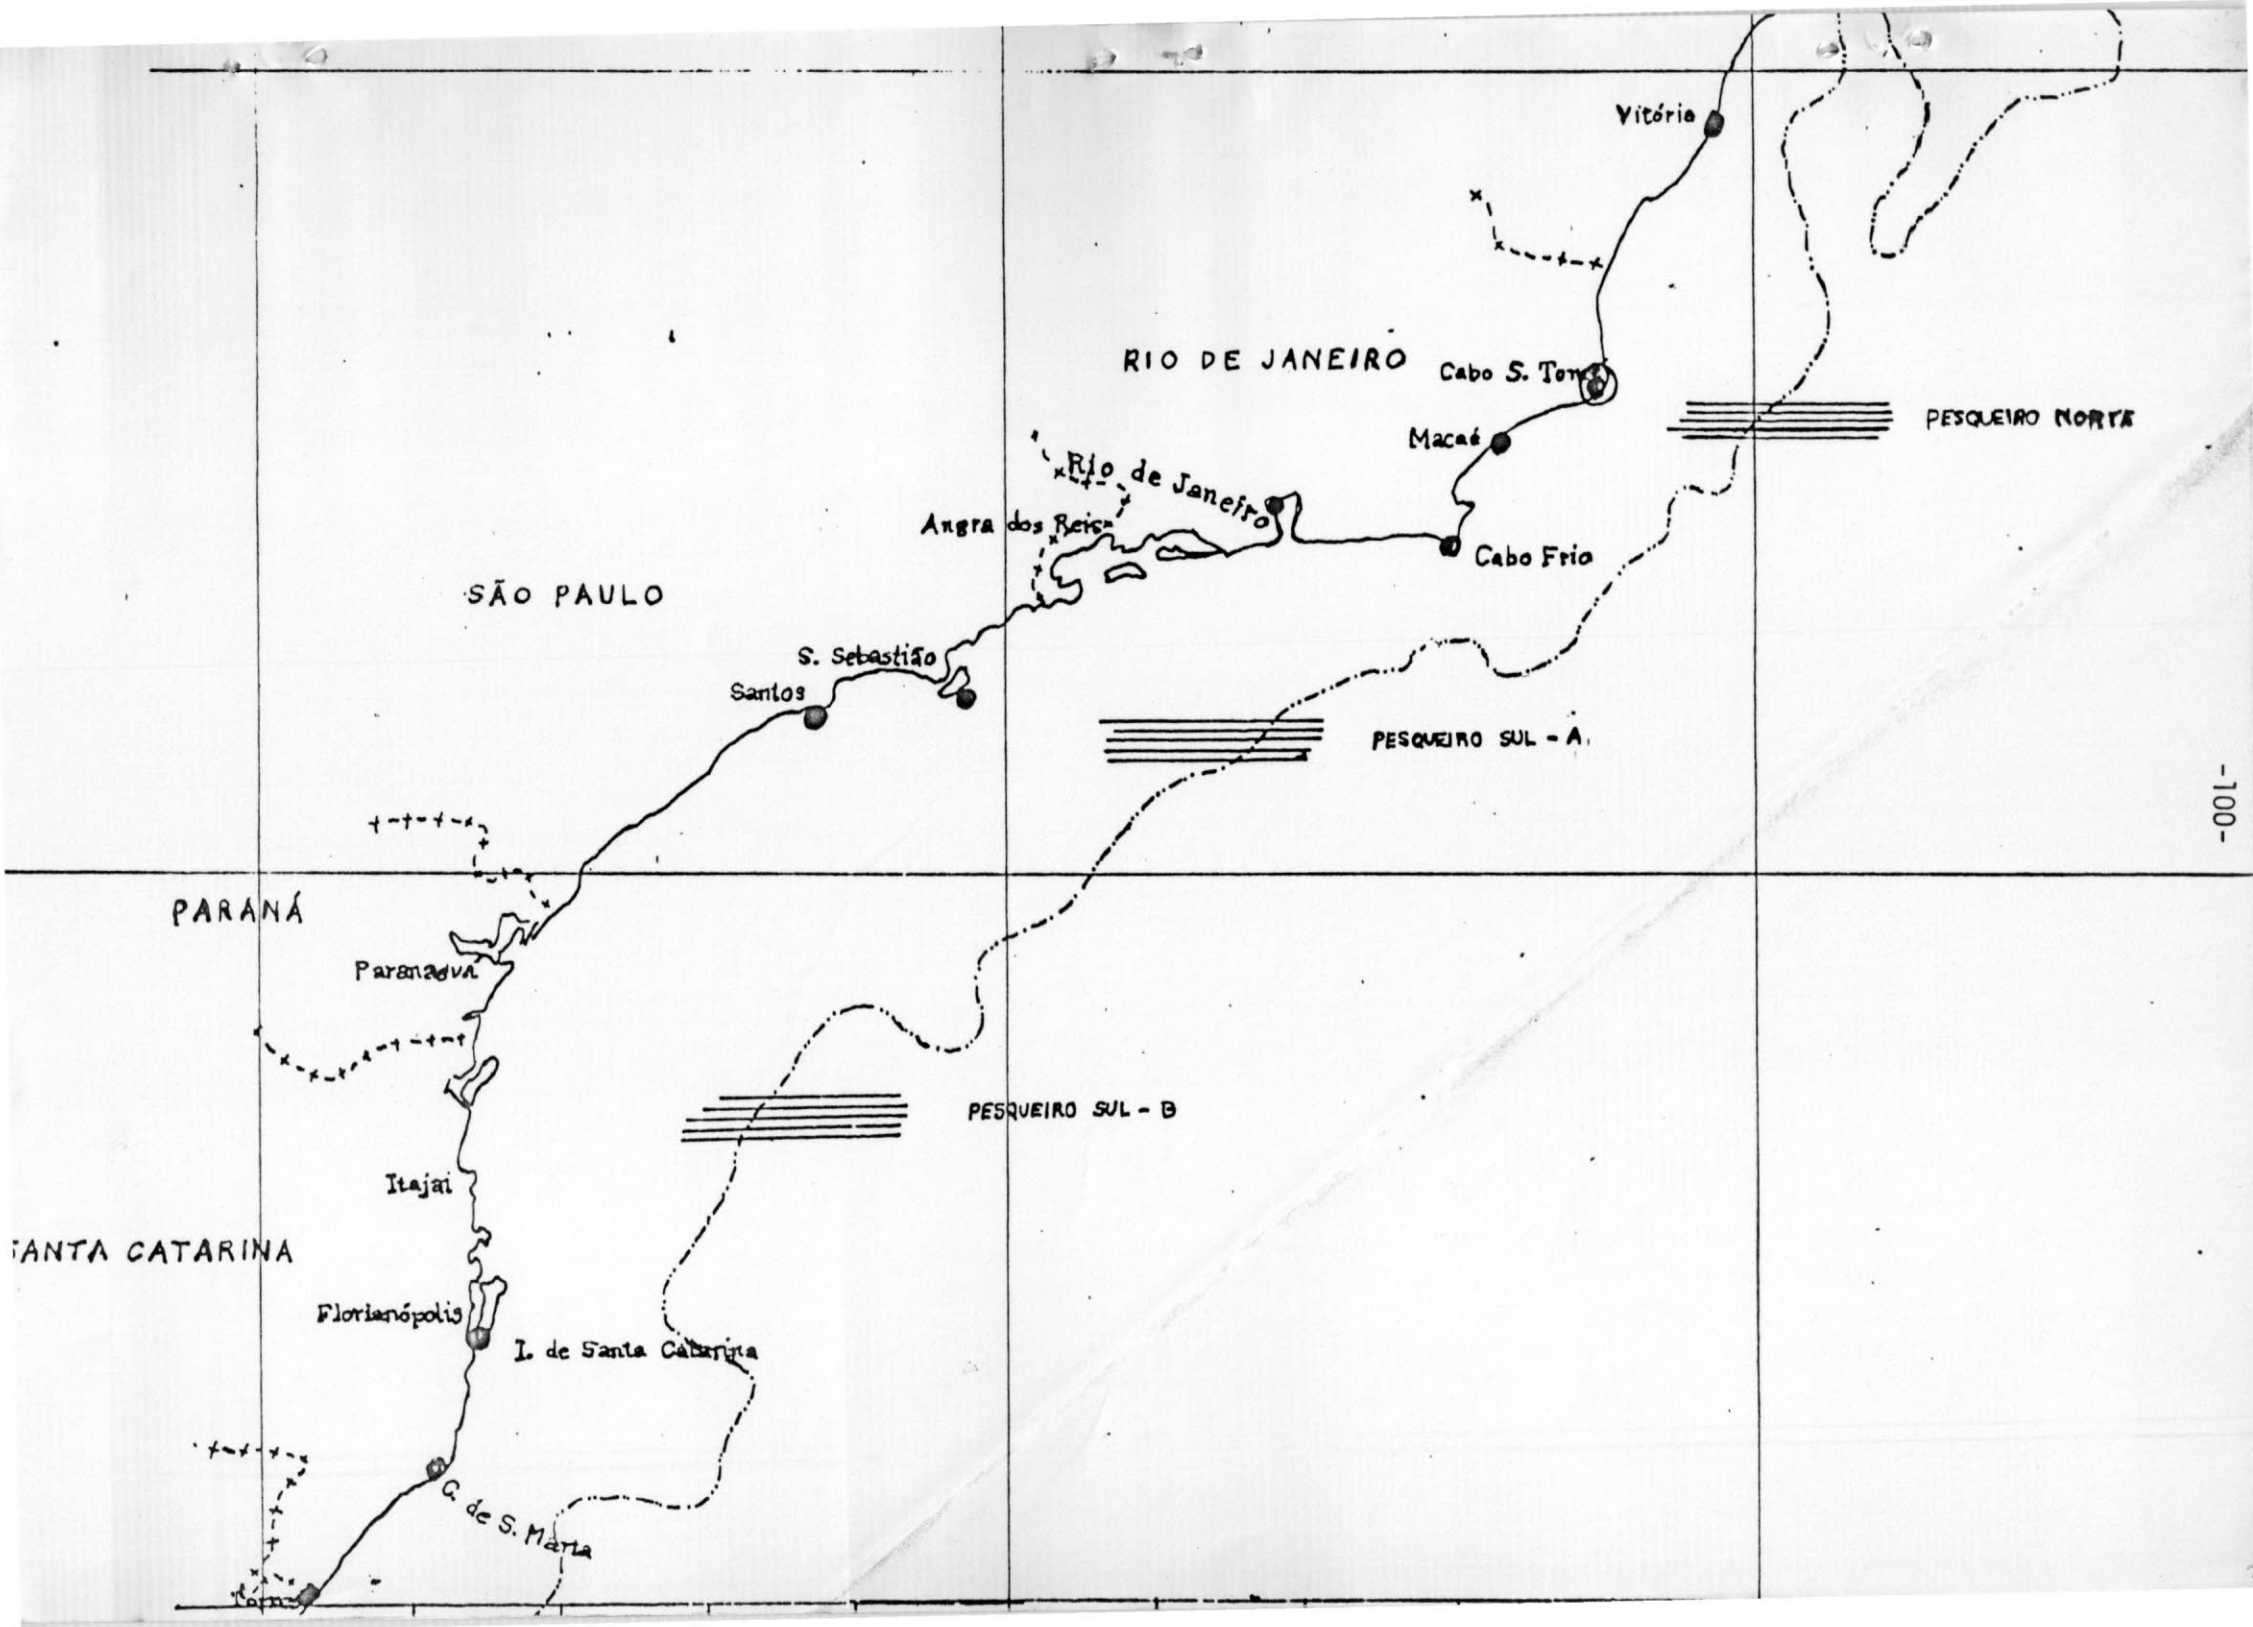 Vitória
RIO DE JANEIRO
Cabo S. Tomé
PESQUEIRO NORTE
Macaé
Rio de Janeiro
Angra dos Reis
Cabo Frio
SÃO PAULO
S. Sebastião
Santos
PESQUEIRO SUL - A
-100-
PARANÁ
Paranaguá
PESQUEIRO SUL - B
Itajai
SANTA CATARINA
Florianópolis
I. de Santa Catarina
C. de S. Marta